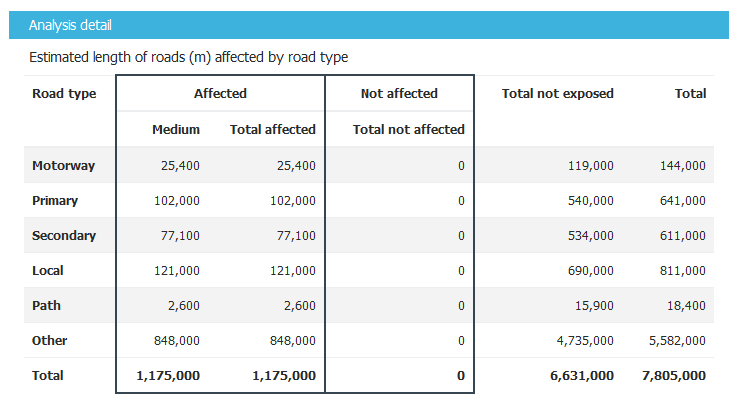 Analysis detail
Estimated length of roads (m) affected by road type
Road type Affected Not affected Total not exposed Total
Medium Total affected Total not affected
Motorway 25,400 25,400 0 119,000 144,000
Primary 102,000 102,000 0 540,000 641,000
Secondary 77,100 77,100 0 534,000 611,000
Local 121,000 121,000 0 690,000 811,000
Path 2,600 2,600 0 15,900 18,400
Other 848,000 848,000 0 4,735,000 5,582,000
Total 1,175,000 1,175,000 0 6,631,000 7,805,000